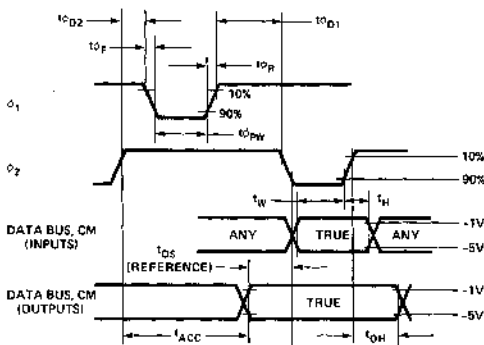 tφD2
tφD1
tφF
tφR
φ1
10%
90%
tφPW
φ2
10%
90%
tW
tH
DATA BUS, CM
(INPUTS)
ANY
TRUE
ANY
-1V
-5V
tOS
(REFERENCE)
DATA BUS, CM
(OUTPUTS)
TRUE
-1V
-5V
tACC
tOH